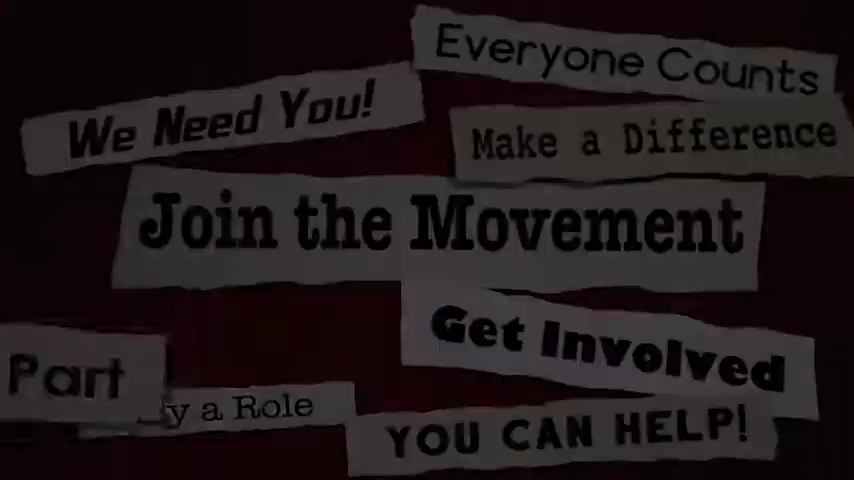 Everyone Counts
We Need You!
Make a Difference
Join the Movement
Get Involved
Part
y a Role
YOU CAN HELP!